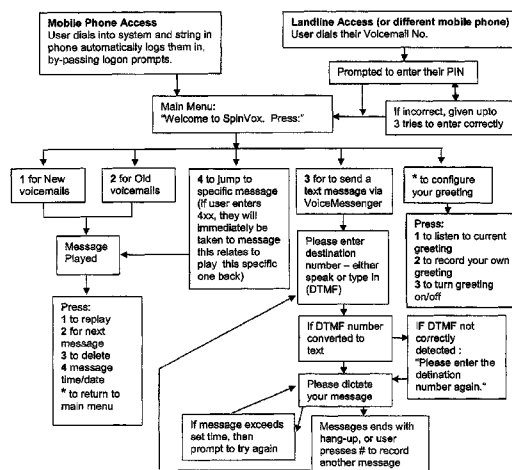 Mobile Phone Access
User dials into system and string in
phone automatically logs them in,
by-passing logon prompts.
Landline Access (or different mobile phone)
User dials their Voicemail No.
Prompted to enter their PIN
Main Menu:
"Welcome to SpinVox. Press:"
If incorrect, given upto
3 tries to enter correctly
1 for New
voicemails
2 for Old
voicemails
4 to jump to
specific message
(If user enters
4xx, they will
immediately be
taken to message
this relates to
play this specific
one back)
3 for to send a
text message via
VoiceMessenger
* to configure
your greeting
Message
Played
Please enter
destination
number – either
speak or type in
(DTMF)
Press:
1 to listen to current
greeting
2 to record your own
greeting
3 to turn greeting
on/off
Press:
1 to replay
2 for next
message
3 to delete
4 message
time/date
* to return to
main menu
If DTMF number
converted to
text
IF DTMF not
correctly
detected :
"Please enter the
detination
number again."
Please dictate
your message
If message exceeds
set time, then
prompt to try again
Messages ends with
hang-up, or user
presses # to record
another message